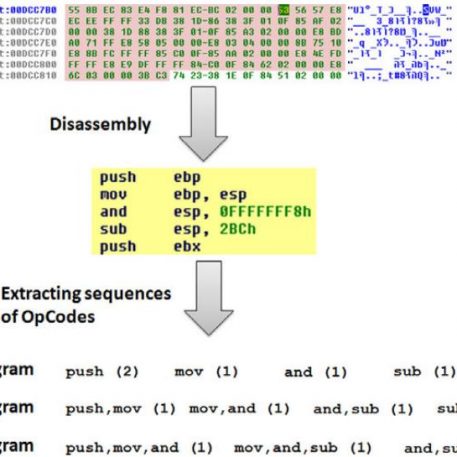 t:00DCC7B0 55 8B EC 83 E4 F8 81 EC-BC 02 00 00 53 56 57 E8
t:00DCC7C0 EC EE FF FF 33 DB 38 1D-86 38 3F 01 0F 85 AF 02
t:00DCC7D0 00 00 38 1D 88 38 3F 01-0F 85 A3 02 00 00 E8 BD
t:00DCC7E0 A0 71 FF E8 58 05 00 00-E8 03 04 00 00 8B 75 10
t:00DCC7F0 E8 8B FC FF FF 85 C0 0F-85 AA 02 00 00 E8 4E FD
t:00DCC800 FF FF E8 E9 DF FF FF 84-C0 0F 84 62 02 00 00 E8
t:00DCC810 6C 03 00 00 3B C3 74 23-38 1E 0F 84 51 02 00 00
Disassembly
push ebp
mov ebp, esp
and esp, 0FFFFFFF8h
sub esp, 2BCh
push ebx
Extracting sequences
of OpCodes
gram push (2) mov (1) and (1) sub (1)
gram push,mov (1) mov,and (1) and,sub (1) sub
gram push,mov,and (1) mov,and,sub (1) and,su